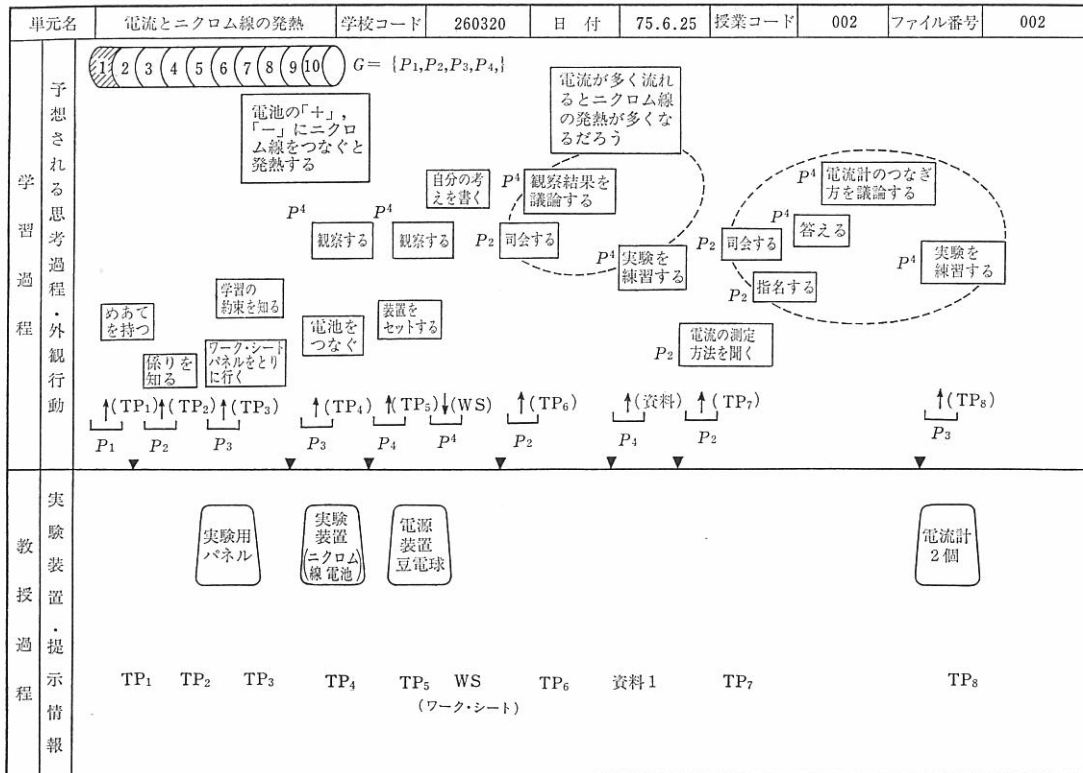 単元名 電流とニクロム線の発熱 学校コード 260320 日付 75.6.25 授業コード 002 ファイル番号 002
学習過程
予想される思考過程・外観行動
1 2 3 4 5 6 7 8 9 10 G= {P₁,P₂,P₃,P₄,}
電池の「+」,
「−」にニクロ
ム線をつなぐと
発熱する
電流が多く流れ
るとニクロム線
の発熱が多くな
るだろう
自分の考
えを書く
P⁴ 観察結果を
議論する
P⁴ 電流計のつなぎ
方を議論する
P⁴ 観察する
P⁴ 観察する
P₂ 司会する
P⁴ 実験を
練習する
P₂ 司会する
P⁴ 答える
P₂ 指名する
P⁴ 実験を
練習する
めあて
を持つ
係りを
知る
学習の
約束を知る
ワーク・シート
パネルをとり
に行く
電池を
つなぐ
装置を
セットする
P₂ 電流の測定
方法を聞く
↑(TP₁) ↑(TP₂) ↑(TP₃) ↑(TP₄) ↑(TP₅) ↓(WS) ↑(TP₆) ↑(資料) ↑(TP₇) ↑(TP₈)
P₁ P₂ P₃ P₃ P₄ P⁴ P₂ P₄ P₂ P₃
教授過程
実験装置・提示情報
実験用
パネル
実験
装置
(ニクロム
線 電池)
電源
装置
豆電球
電流計
2個
TP₁ TP₂ TP₃ TP₄ TP₅ WS TP₆ 資料1 TP₇ TP₈
(ワーク・シート)